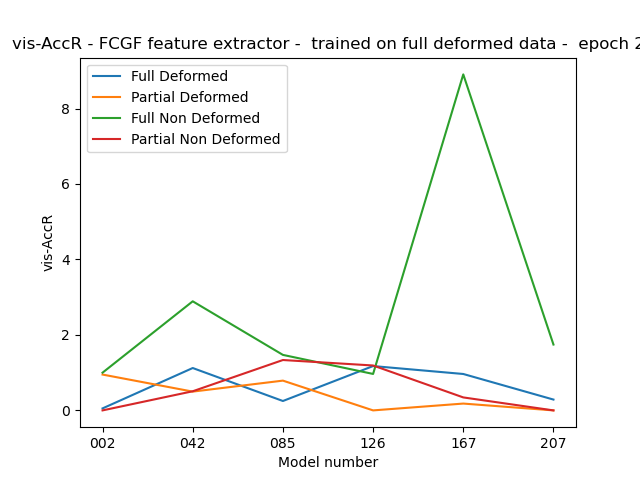 vis-AccR - FCGF feature extractor -  trained on full deformed data -  epoch 2
Full Deformed
Partial Deformed
Full Non Deformed
Partial Non Deformed
vis-AccR
8
6
4
2
0
002 042 085 126 167 207
Model number